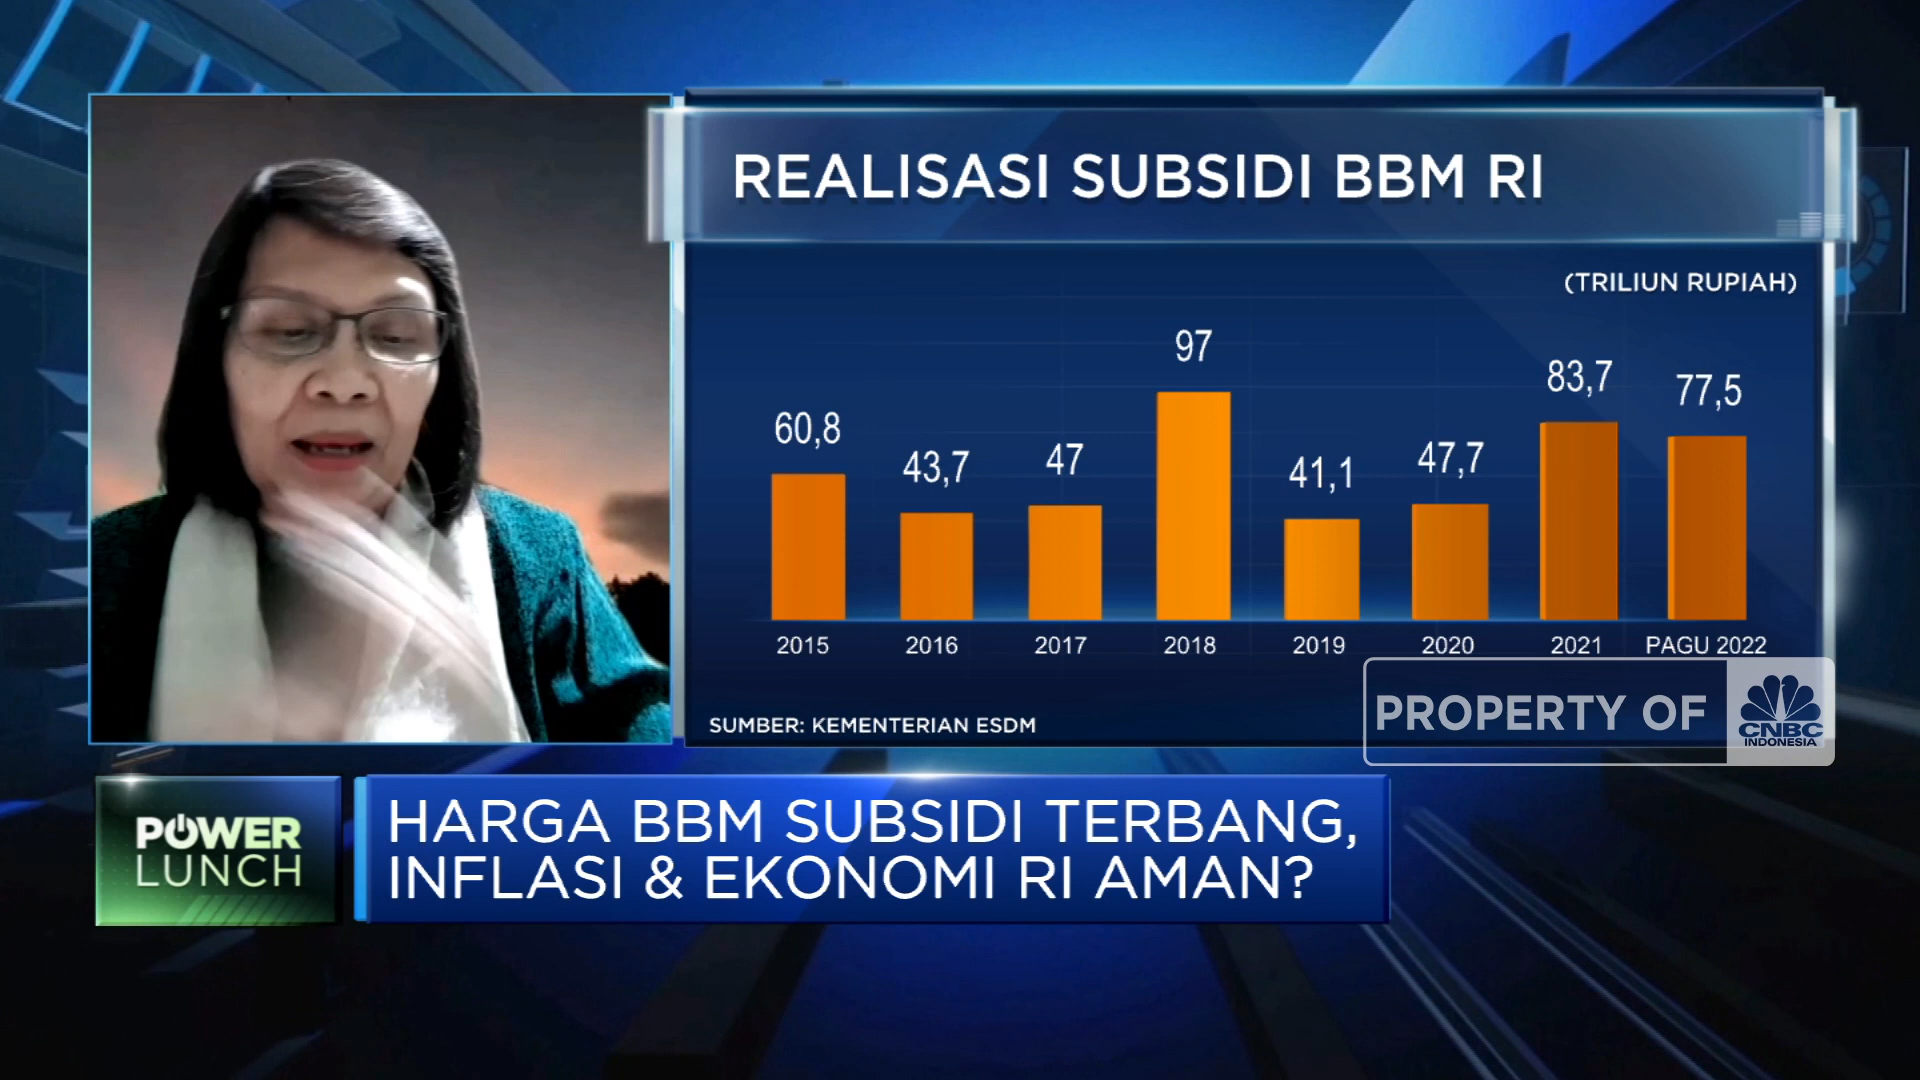 REALISASI SUBSIDI BBM RI
(TRILIUN RUPIAH)
60,8
43,7
47
97
41,1
47,7
83,7
77,5
2015
2016
2017
2018
2019
2020
2021
PAGU 2022
SUMBER: KEMENTERIAN ESDM
PROPERTY OF
CNBC
INDONESIA
POWER
LUNCH
HARGA BBM SUBSIDI TERBANG,
INFLASI & EKONOMI RI AMAN?